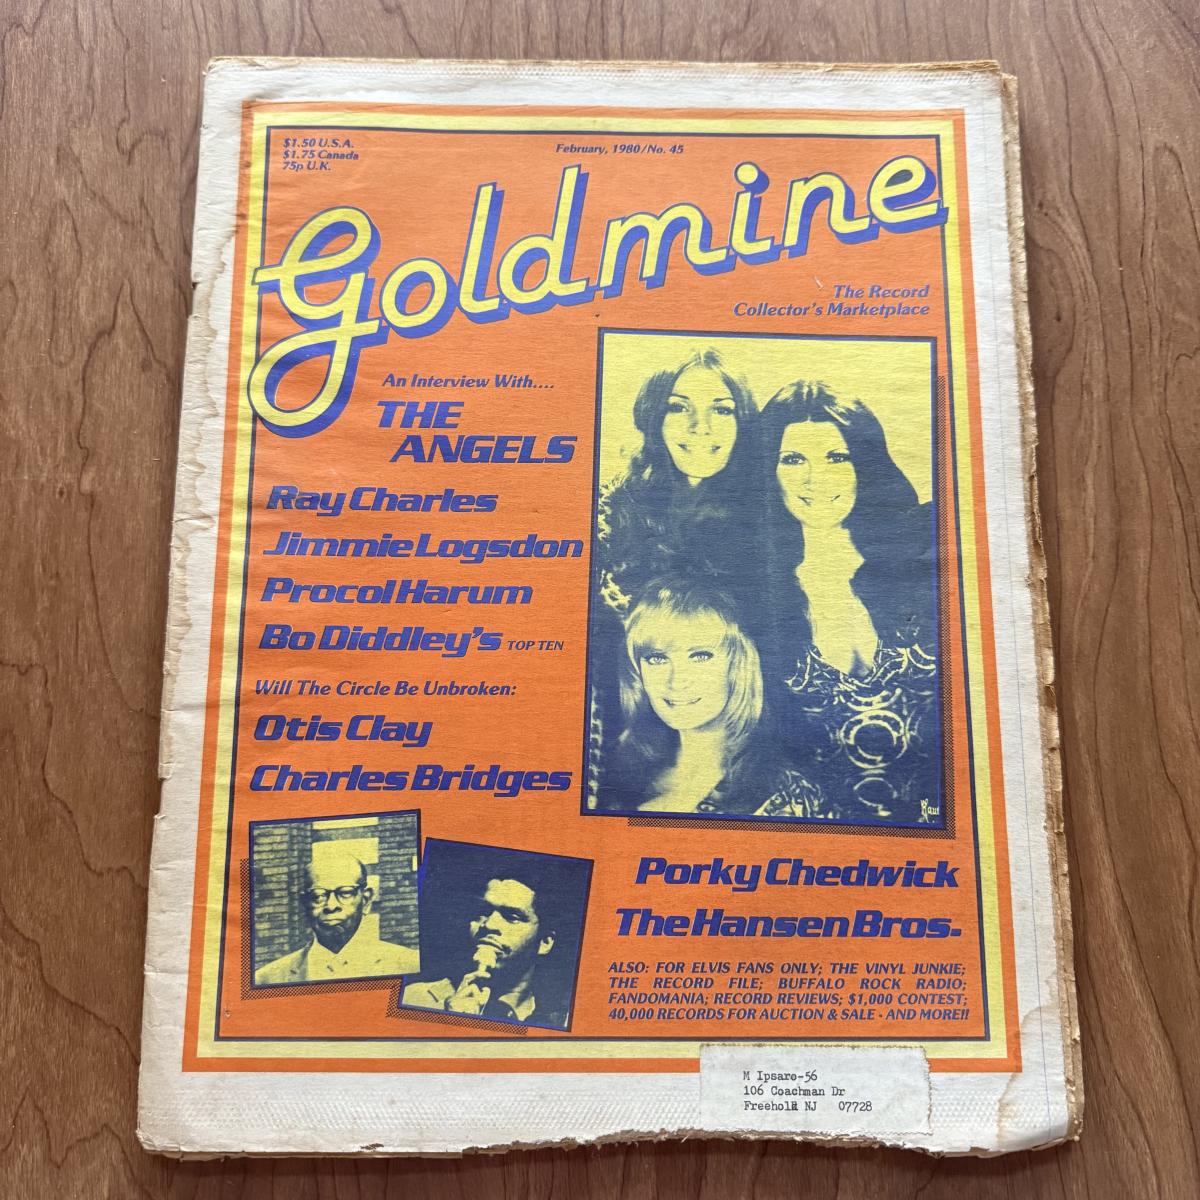 $1.50 U.S.A.
$1.75 Canada
75p U.K.
February, 1980/No. 45
Goldmine
The Record
Collector's Marketplace
An Interview With....
THE
ANGELS
Ray Charles
Jimmie Logsdon
Procol Harum
Bo Diddley's TOP TEN
Will The Circle Be Unbroken:
Otis Clay
Charles Bridges
Porky Chedwick
The Hansen Bros.
ALSO: FOR ELVIS FANS ONLY; THE VINYL JUNKIE;
THE RECORD FILE; BUFFALO ROCK RADIO;
FANDOMANIA; RECORD REVIEWS; $1,000 CONTEST;
40,000 RECORDS FOR AUCTION & SALE - AND MORE!!
M Ipsaro-56
106 Coachman Dr
Freehold NJ 07728